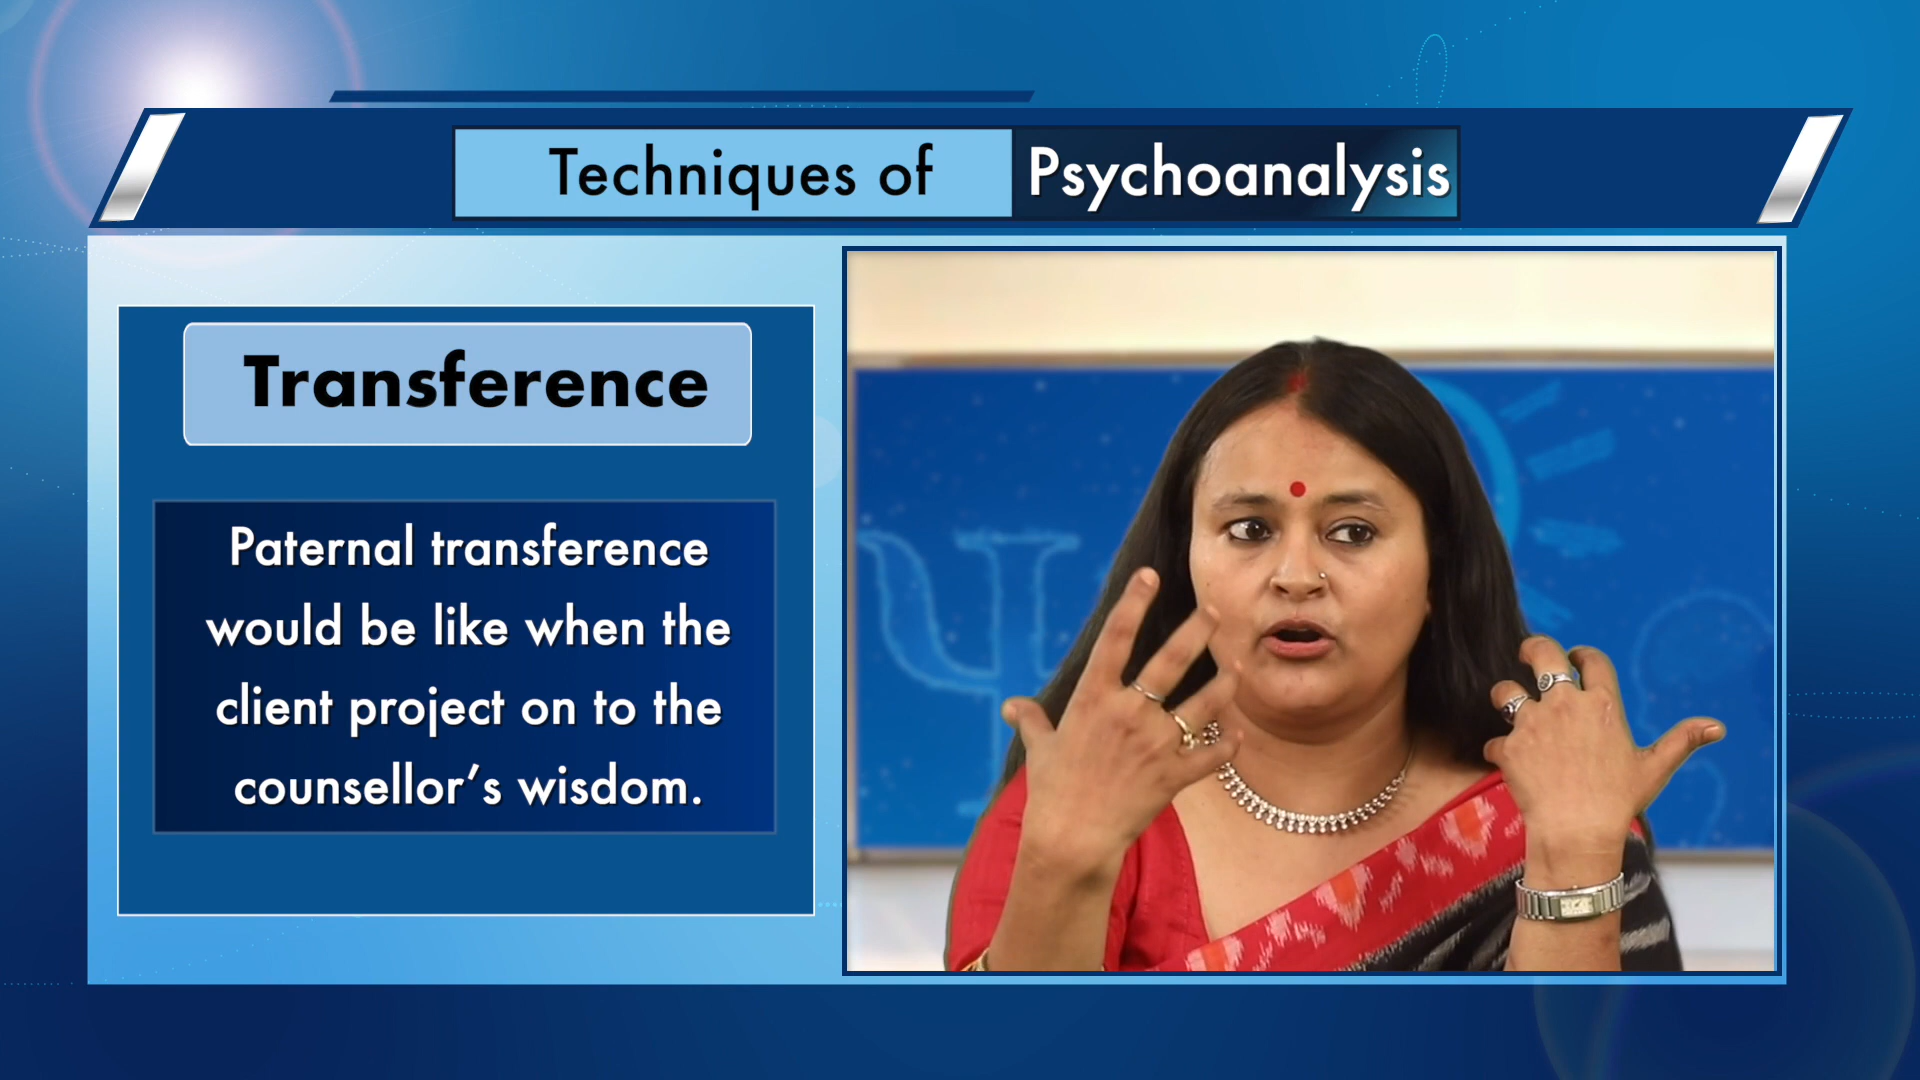 Techniques of Psychoanalysis
Transference
Paternal transference
would be like when the
client project on to the
counsellor's wisdom.